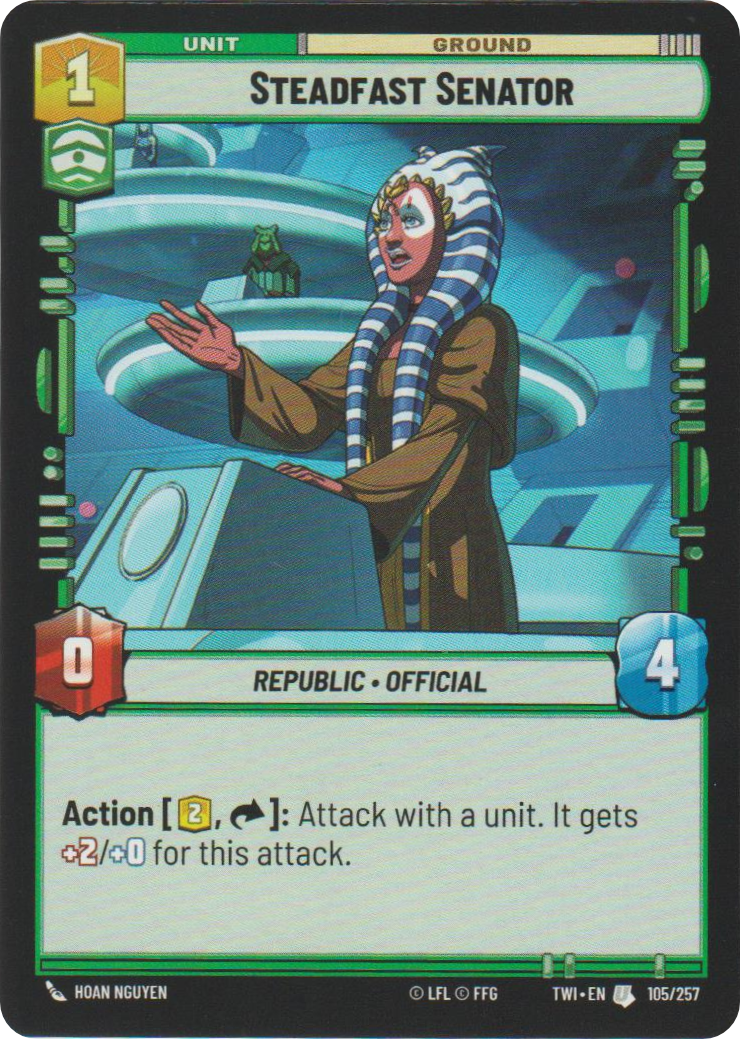 UNIT
GROUND
1
STEADFAST SENATOR
0
REPUBLIC • OFFICIAL
4
Action [2, ]: Attack with a unit. It gets
+2/+0 for this attack.
HOAN NGUYEN
© LFL © FFG
TWI • EN
U
105/257